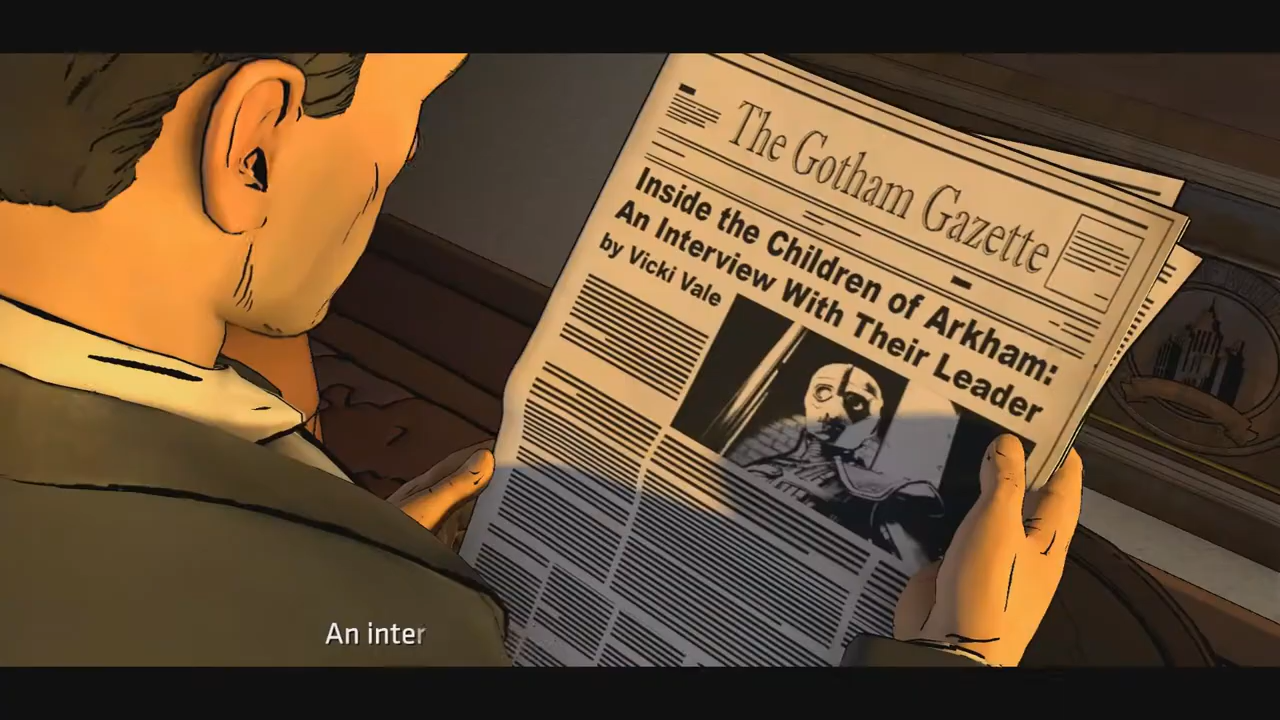 The Gotham Gazette
Inside the Children of Arkham:
An Interview With Their Leader
by Vicki Vale
An inter